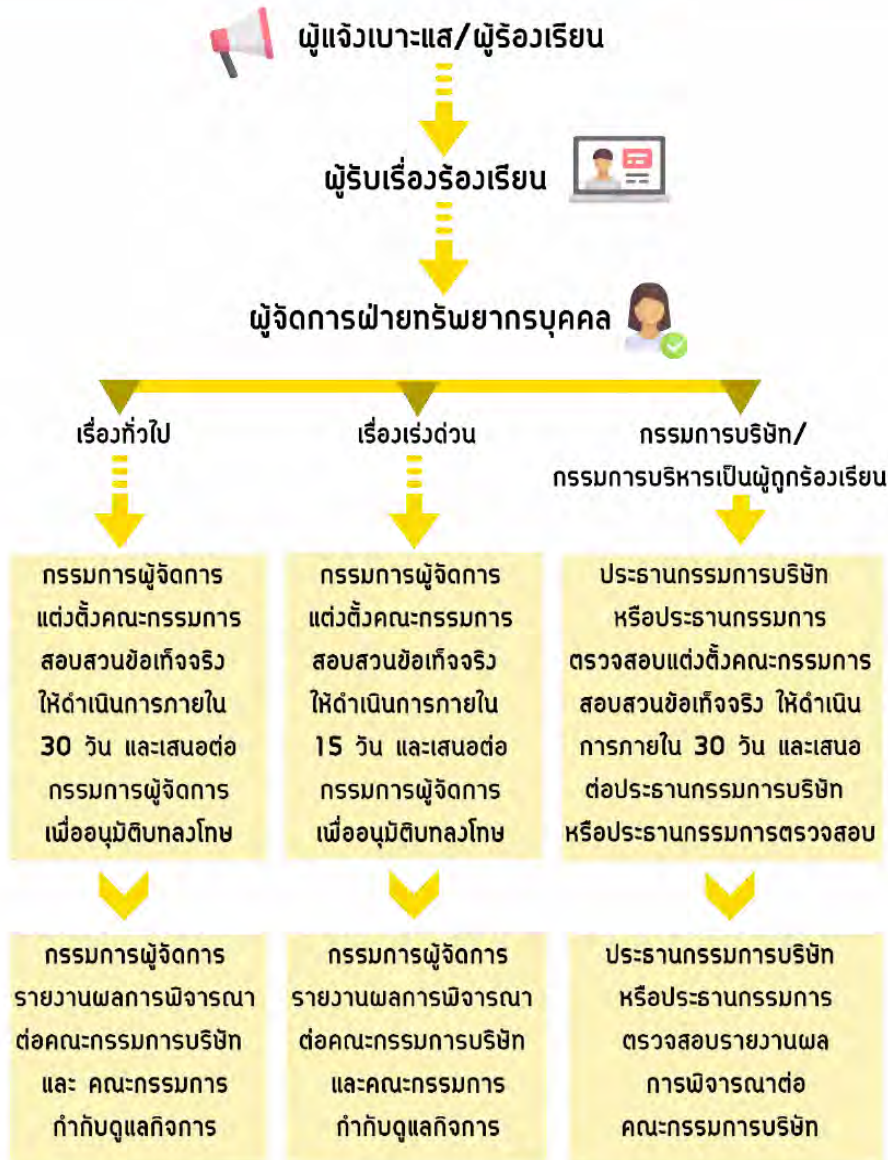 ผู้แจ้งเบาะแส/ผู้ร้องเรียน
ผู้รับเรื่องร้องเรียน
ผู้จัดการฝ่ายทรัพยากรบุคคล
เรื่องทั่วไป
เรื่องเร่งด่วน
กรรมการบริษัท/
กรรมการบริหารเป็นผู้ถูกร้องเรียน
กรรมการผู้จัดการ
แต่งตั้งคณะกรรมการ
สอบสวนข้อเท็จจริง
ให้ดำเนินการภายใน
30 วัน และเสนอต่อ
กรรมการผู้จัดการ
เพื่ออนุมัติบทลงโทษ
กรรมการผู้จัดการ
แต่งตั้งคณะกรรมการ
สอบสวนข้อเท็จจริง
ให้ดำเนินการภายใน
15 วัน และเสนอต่อ
กรรมการผู้จัดการ
เพื่ออนุมัติบทลงโทษ
ประธานกรรมการบริษัท
หรือประธานกรรมการ
ตรวจสอบแต่งตั้งคณะกรรมการ
สอบสวนข้อเท็จจริง ให้ดำเนิน
การภายใน 30 วัน และเสนอ
ต่อประธานกรรมการบริษัท
หรือประธานกรรมการตรวจสอบ
กรรมการผู้จัดการ
รายงานผลการพิจารณา
ต่อคณะกรรมการบริษัท
และ คณะกรรมการ
กำกับดูแลกิจการ
กรรมการผู้จัดการ
รายงานผลการพิจารณา
ต่อคณะกรรมการบริษัท
และคณะกรรมการ
กำกับดูแลกิจการ
ประธานกรรมการบริษัท
หรือประธานกรรมการ
ตรวจสอบรายงานผล
การพิจารณาต่อ
คณะกรรมการบริษัท